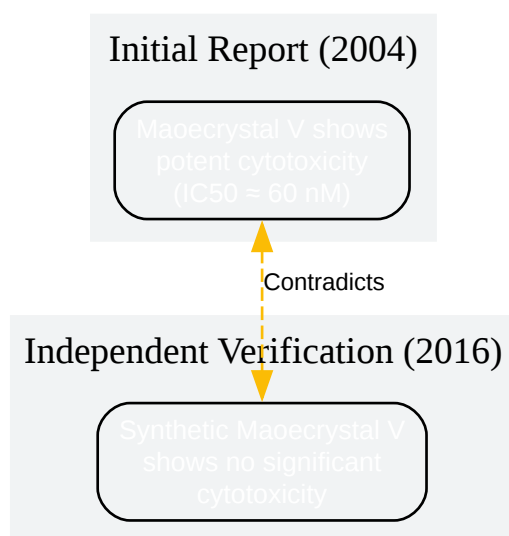 Initial Report (2004)
Maoecrystal V shows
potent cytotoxicity
(IC50 ≈ 60 nM)
Contradicts
Independent Verification (2016)
Synthetic Maoecrystal V
shows no significant
cytotoxicity